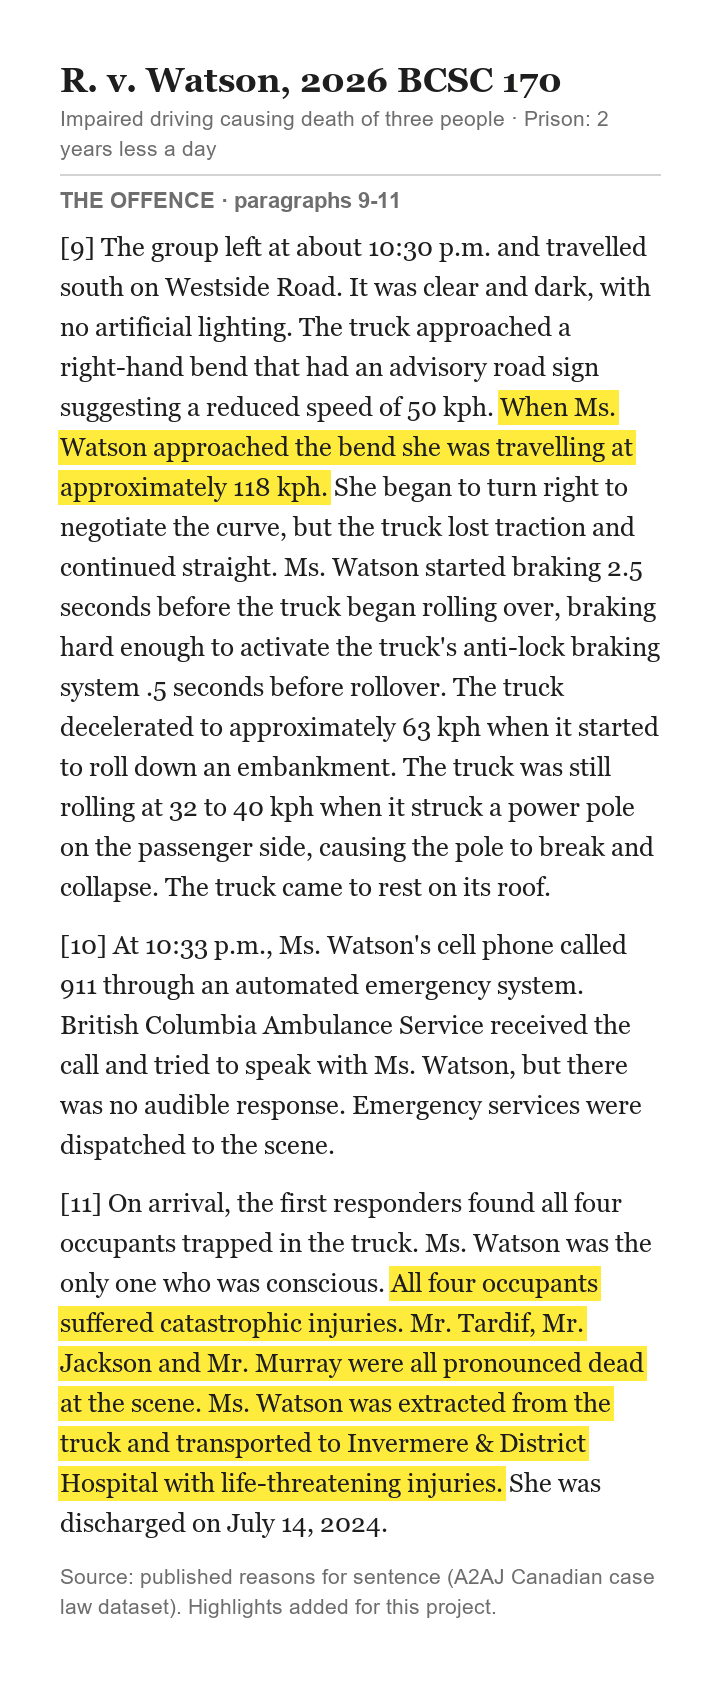 R. v. Watson, 2026 BCSC 170
Impaired driving causing death of three people · Prison: 2
years less a day
THE OFFENCE · paragraphs 9-11
[9] The group left at about 10:30 p.m. and travelled
south on Westside Road. It was clear and dark, with
no artificial lighting. The truck approached a
right-hand bend that had an advisory road sign
suggesting a reduced speed of 50 kph. When Ms.
Watson approached the bend she was travelling at
approximately 118 kph. She began to turn right to
negotiate the curve, but the truck lost traction and
continued straight. Ms. Watson started braking 2.5
seconds before the truck began rolling over, braking
hard enough to activate the truck's anti-lock braking
system .5 seconds before rollover. The truck
decelerated to approximately 63 kph when it started
to roll down an embankment. The truck was still
rolling at 32 to 40 kph when it struck a power pole
on the passenger side, causing the pole to break and
collapse. The truck came to rest on its roof.
[10] At 10:33 p.m., Ms. Watson's cell phone called
911 through an automated emergency system.
British Columbia Ambulance Service received the
call and tried to speak with Ms. Watson, but there
was no audible response. Emergency services were
dispatched to the scene.
[11] On arrival, the first responders found all four
occupants trapped in the truck. Ms. Watson was the
only one who was conscious. All four occupants
suffered catastrophic injuries. Mr. Tardif, Mr.
Jackson and Mr. Murray were all pronounced dead
at the scene. Ms. Watson was extracted from the
truck and transported to Invermere & District
Hospital with life-threatening injuries. She was
discharged on July 14, 2024.
Source: published reasons for sentence (A2AJ Canadian case
law dataset). Highlights added for this project.